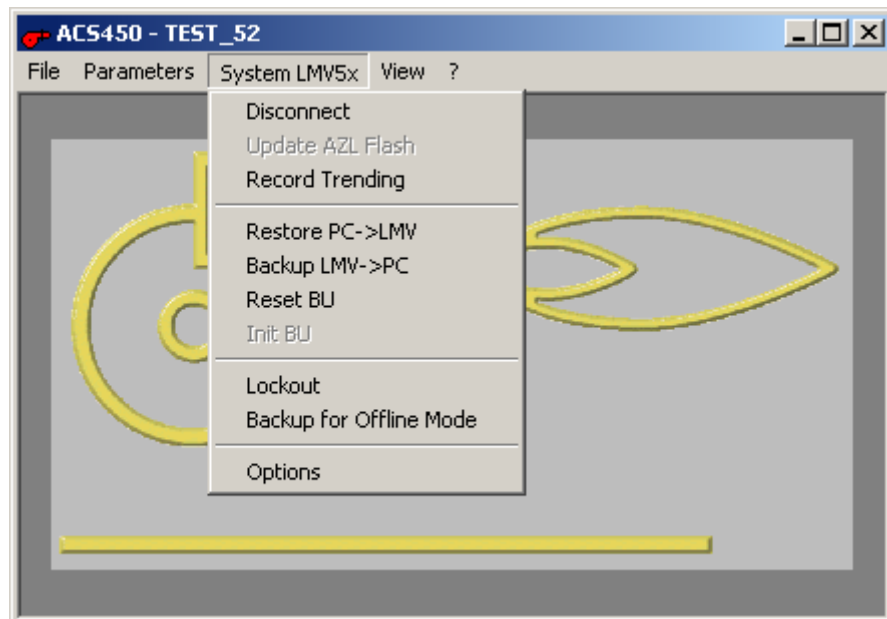 ACS450 - TEST_52
File Parameters System LMV5x View ?
Disconnect
Update AZL Flash
Record Trending
Restore PC->LMV
Backup LMV->PC
Reset BU
Init BU
Lockout
Backup for Offline Mode
Options